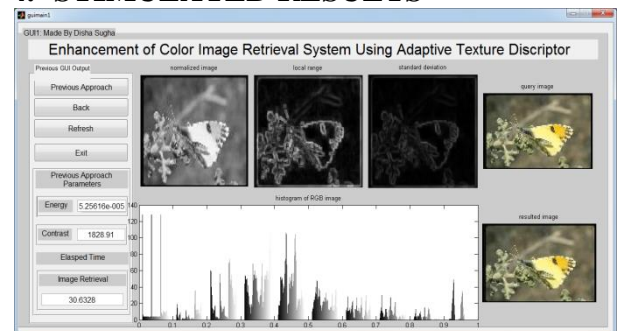 guimain1
GUI1: Made By Disha Sugha
Enhancement of Color Image Retrieval System Using Adaptive Texture Discriptor
Previous GUI Output
Previous Approach
Back
Refresh
Exit
Previous Approach
Parameters
Energy 5.25616e-005
Contrast 1828.91
Elasped Time
Image Retrieval
30.6328
normalized image
local range
standard deviation
query image
histogram of RGB image
140
120
100
80
60
40
20
0
0 0.1 0.2 0.3 0.4 0.5 0.6 0.7 0.8 0.9 1
resulted image